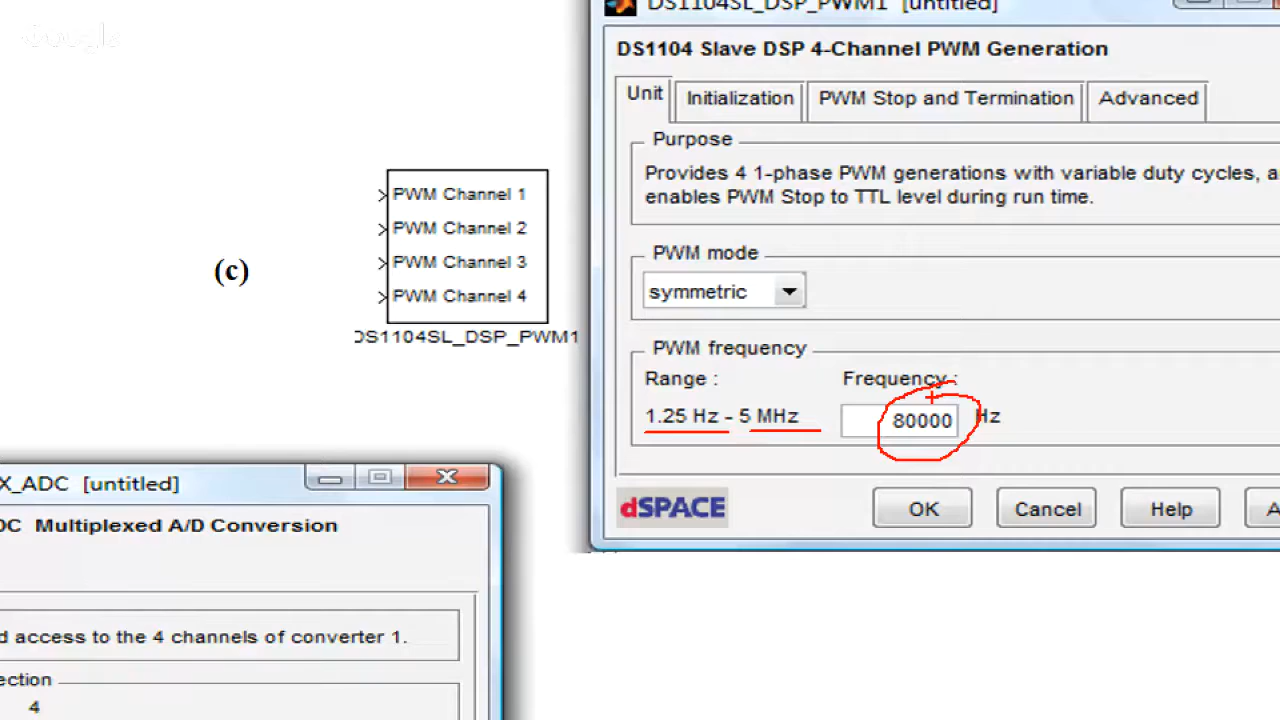 Google
DS1104SL_DSP_PWM1 [untitled]
DS1104 Slave DSP 4-Channel PWM Generation
Unit
Initialization
PWM Stop and Termination
Advanced
Purpose
Provides 4 1-phase PWM generations with variable duty cycles, a
enables PWM Stop to TTL level during run time.
PWM mode
symmetric
PWM frequency
Range :
Frequency :
1.25 Hz - 5 MHz
80000
Hz
dSPACE
OK
Cancel
Help
A
(c)
PWM Channel 1
PWM Channel 2
PWM Channel 3
PWM Channel 4
DS1104SL_DSP_PWM1
X_ADC [untitled]
DC Multiplexed A/D Conversion
d access to the 4 channels of converter 1.
ection
4